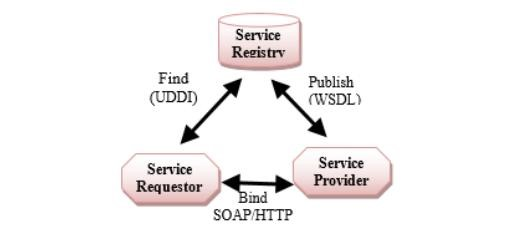 Service
Registry
Find
(UDDI)
Publish
(WSDL)
Service
Requestor
Service
Provider
Bind
SOAP/HTTP